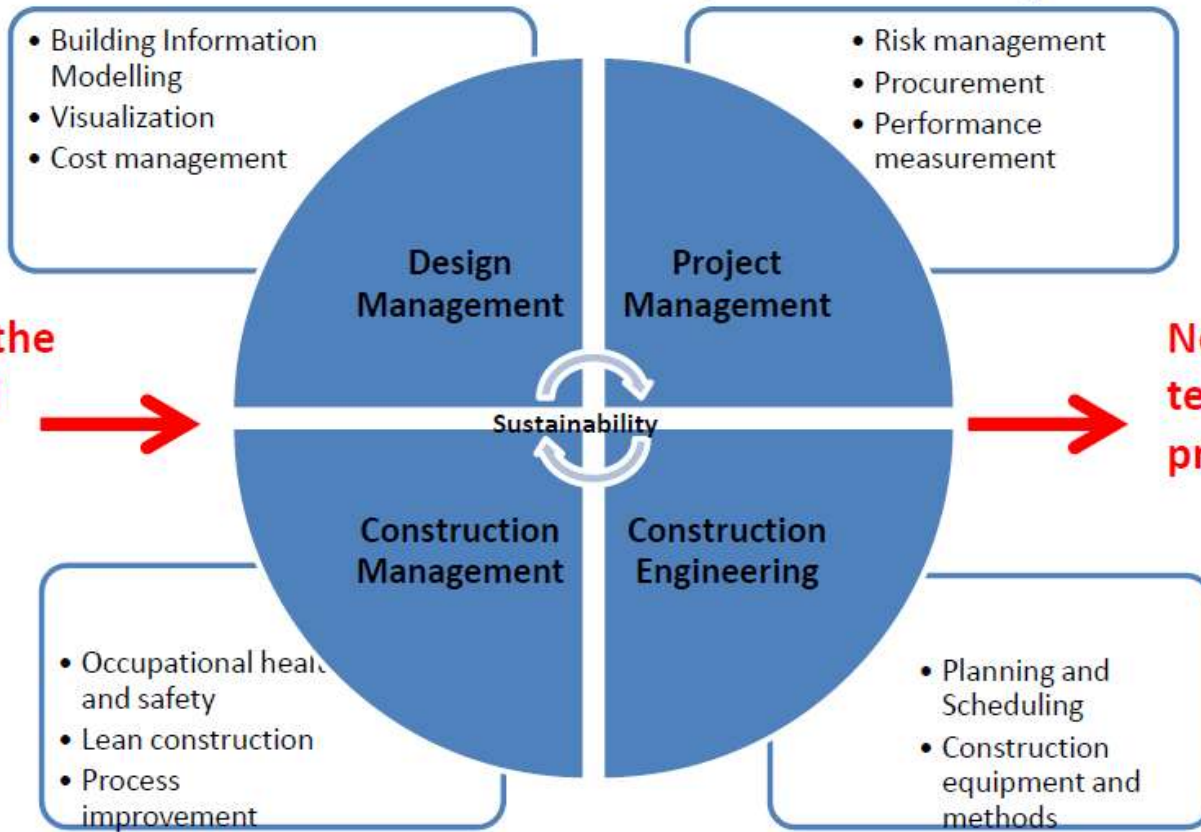 • Building Information
Modelling
• Visualization
• Cost management
• Risk management
• Procurement
• Performance
measurement
Design
Management
Project
Management
the
Sustainability
Construction
Management
Construction
Engineering
• Occupational
and safety
• Lean construction
• Process
improvement
• Planning and
Scheduling
• Construction
equipment and
methods